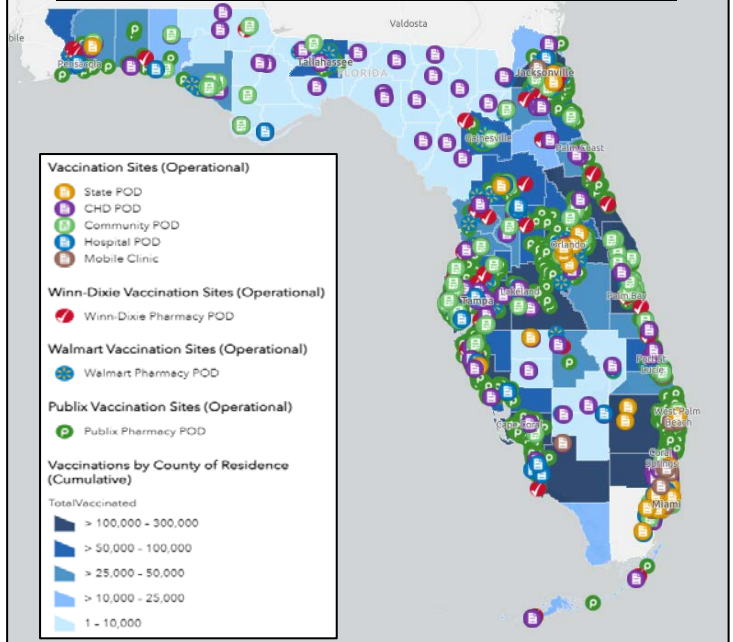 Valdosta
bile
Pensacola
Tallahassee
FLORIDA
Jacksonville
Gainesville
Palm Coast
Orlando
Lakeland
Tampa
Palm Bay
Port St.
Lucie
Cape Coral
West Palm
Beach
Coral
Springs
Miami
Vaccination Sites (Operational)
State POD
CHD POD
Community POD
Hospital POD
Mobile Clinic
Winn-Dixie Vaccination Sites (Operational)
Winn-Dixie Pharmacy POD
Walmart Vaccination Sites (Operational)
Walmart Pharmacy POD
Publix Vaccination Sites (Operational)
Publix Pharmacy POD
Vaccinations by County of Residence
(Cumulative)
TotalVaccinated
> 100,000 - 300,000
> 50,000 - 100,000
> 25,000 - 50,000
> 10,000 - 25,000
1 - 10,000